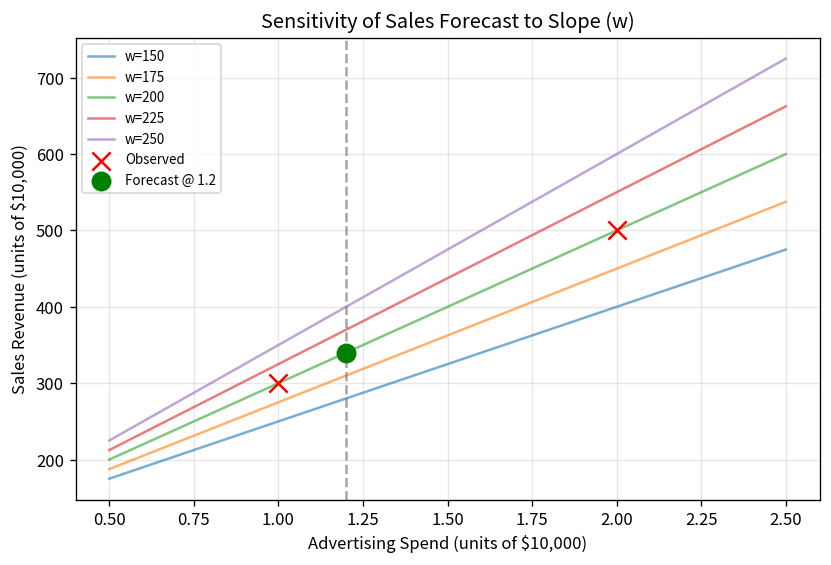 Sensitivity of Sales Forecast to Slope (w)
w=150
w=175
w=200
w=225
w=250
Observed
Forecast @ 1.2
Sales Revenue (units of $10,000)
700
600
500
400
300
200
0.50 0.75 1.00 1.25 1.50 1.75 2.00 2.25 2.50
Advertising Spend (units of $10,000)